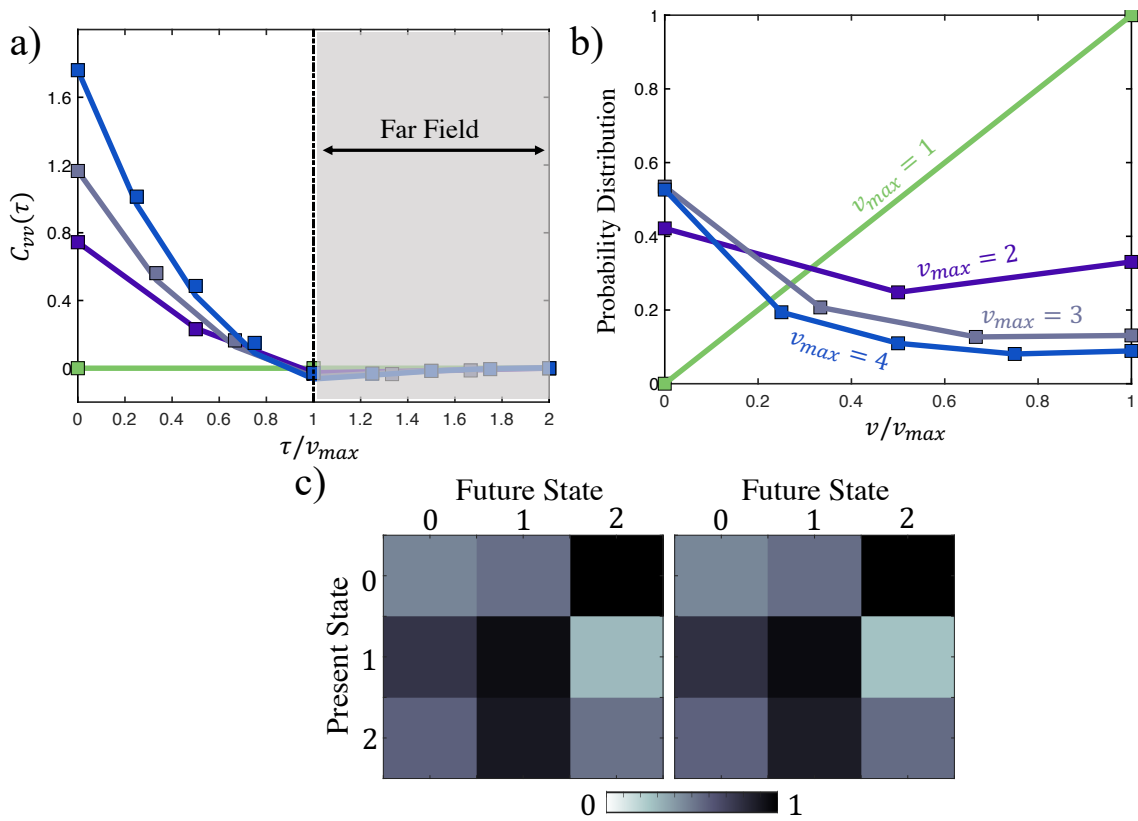 a)
1.6
1.2
0.8
0.4
0
C_vv(τ)
Far Field
0 0.2 0.4 0.6 0.8 1 1.2 1.4 1.6 1.8 2
τ/v_max
b)
1
0.8
0.6
0.4
0.2
0
Probability Distribution
v_max = 1
v_max = 2
v_max = 3
v_max = 4
0 0.2 0.4 0.6 0.8 1
v/v_max
c)
Future State Future State
0 1 2 0 1 2
Present State
0
1
2
0 1